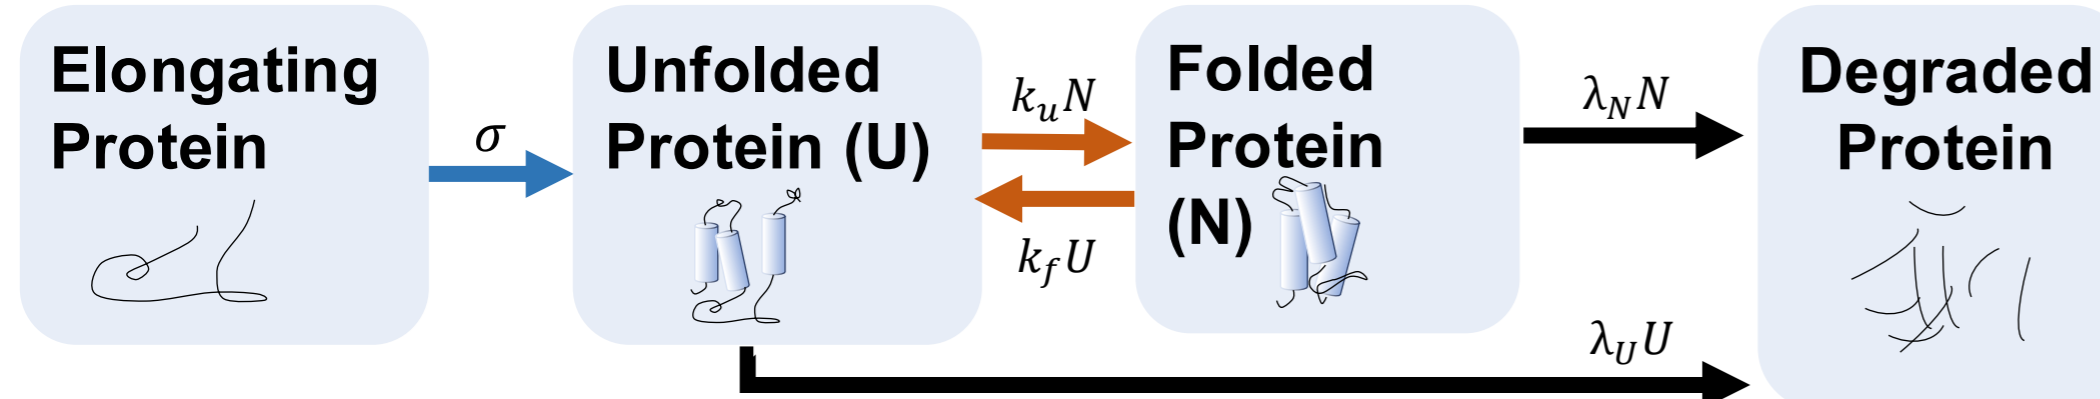 Elongating
Protein
σ
Unfolded
Protein (U)
k_u N
k_f U
Folded
Protein
(N)
λ_N N
λ_U U
Degraded
Protein